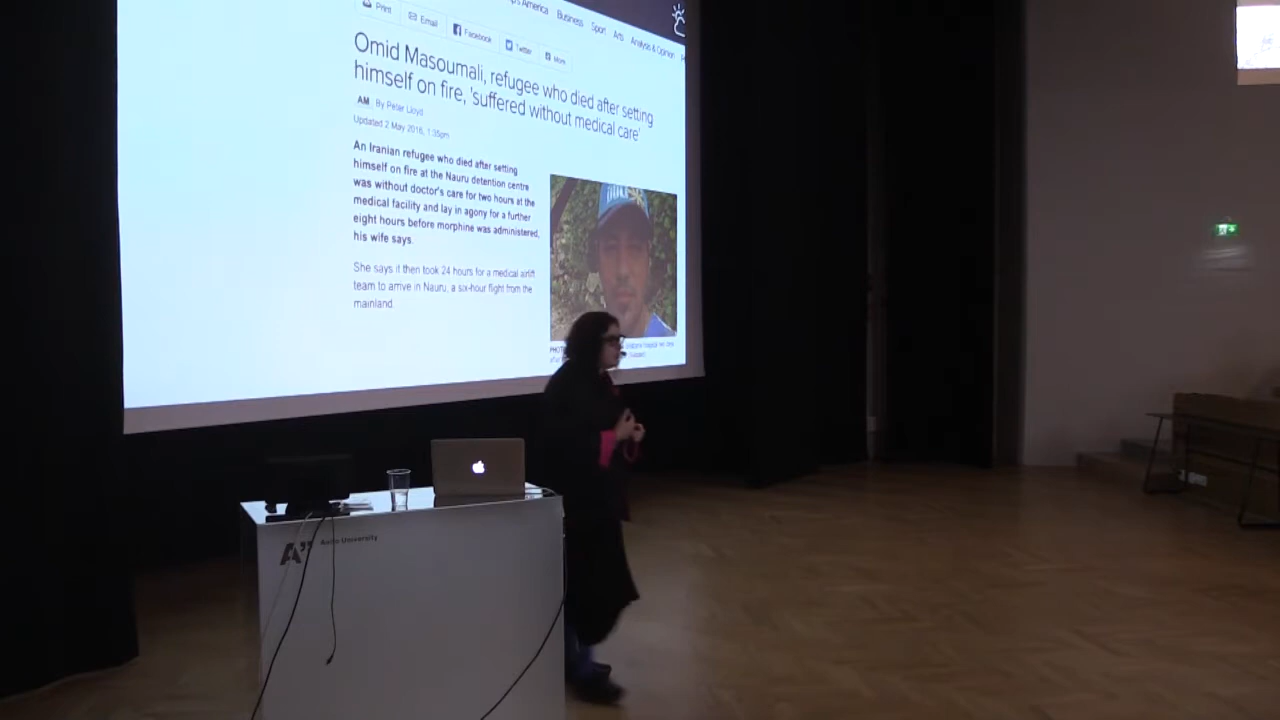 America Business Sport Arts Analysis & Opinion
Print Email Facebook Twitter More
Omid Masoumali, refugee who died after setting
himself on fire, 'suffered without medical care'
AM By Peter Lloyd
Updated 2 May 2016, 1:35pm
An Iranian refugee who died after setting
himself on fire at the Nauru detention centre
was without doctor's care for two hours at the
medical facility and lay in agony for a further
eight hours before morphine was administered,
his wife says.
She says it then took 24 hours for a medical airlift
team to arrive in Nauru, a six-hour flight from the
mainland.
A”
Aalto University